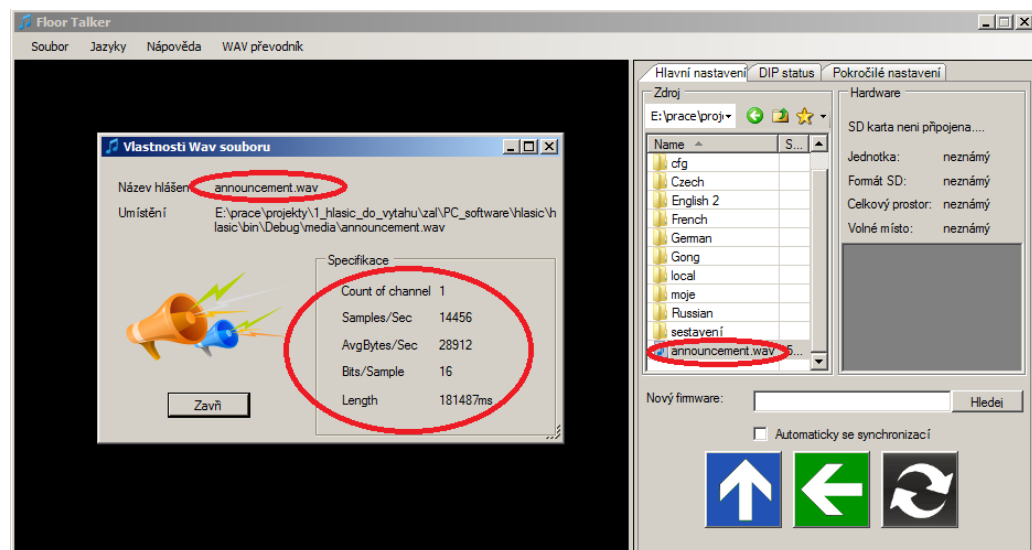 Floor Talker
Soubor Jazyky Nápověda WAV převodník
Vlastnosti Wav souboru
Název hlášen announcement.wav
Umístění E:\prace\projekty\1_hlasic_do_vytahu\zal\PC_software\hlasic\h
lasic\bin\Debug\media\announcement.wav
Specifikace
Count of channel 1
Samples/Sec 14456
AvgBytes/Sec 28912
Bits/Sample 16
Length 181487ms
Zavři
Hlavní nastavení DIP status Pokročilé nastavení
Zdroj
E:\prace\proj
Name S...
cfg
Czech
English 2
French
German
Gong
local
moje
Russian
sestavení
announcement.wav 5...
Hardware
SD karta neni připojena....
Jednotka: neznámý
Formát SD: neznámý
Celkový prostor: neznámý
Volné místo: neznámý
Nový firmware: Hledej
Automaticky se synchronizací